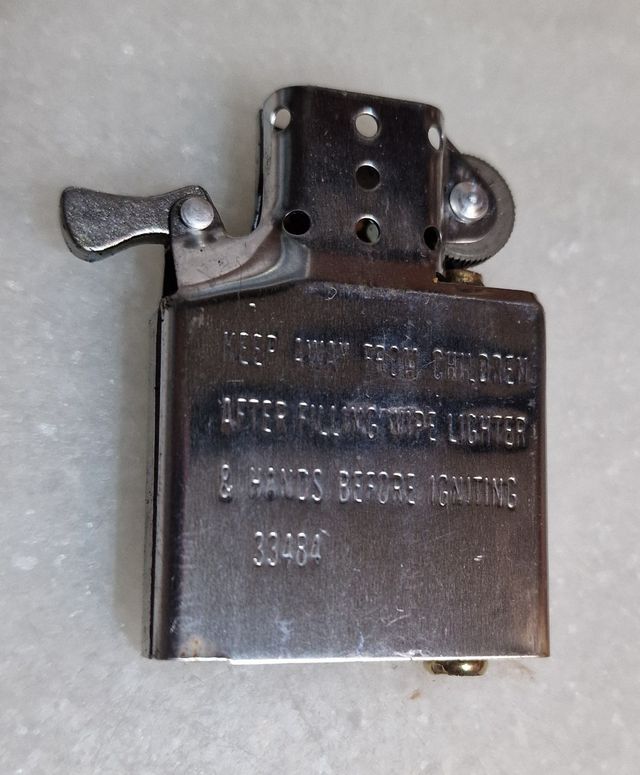 KEEP AWAY FROM CHILDREN
AFTER FILLING WIPE LIGHTER
& HANDS BEFORE IGNITING
33484